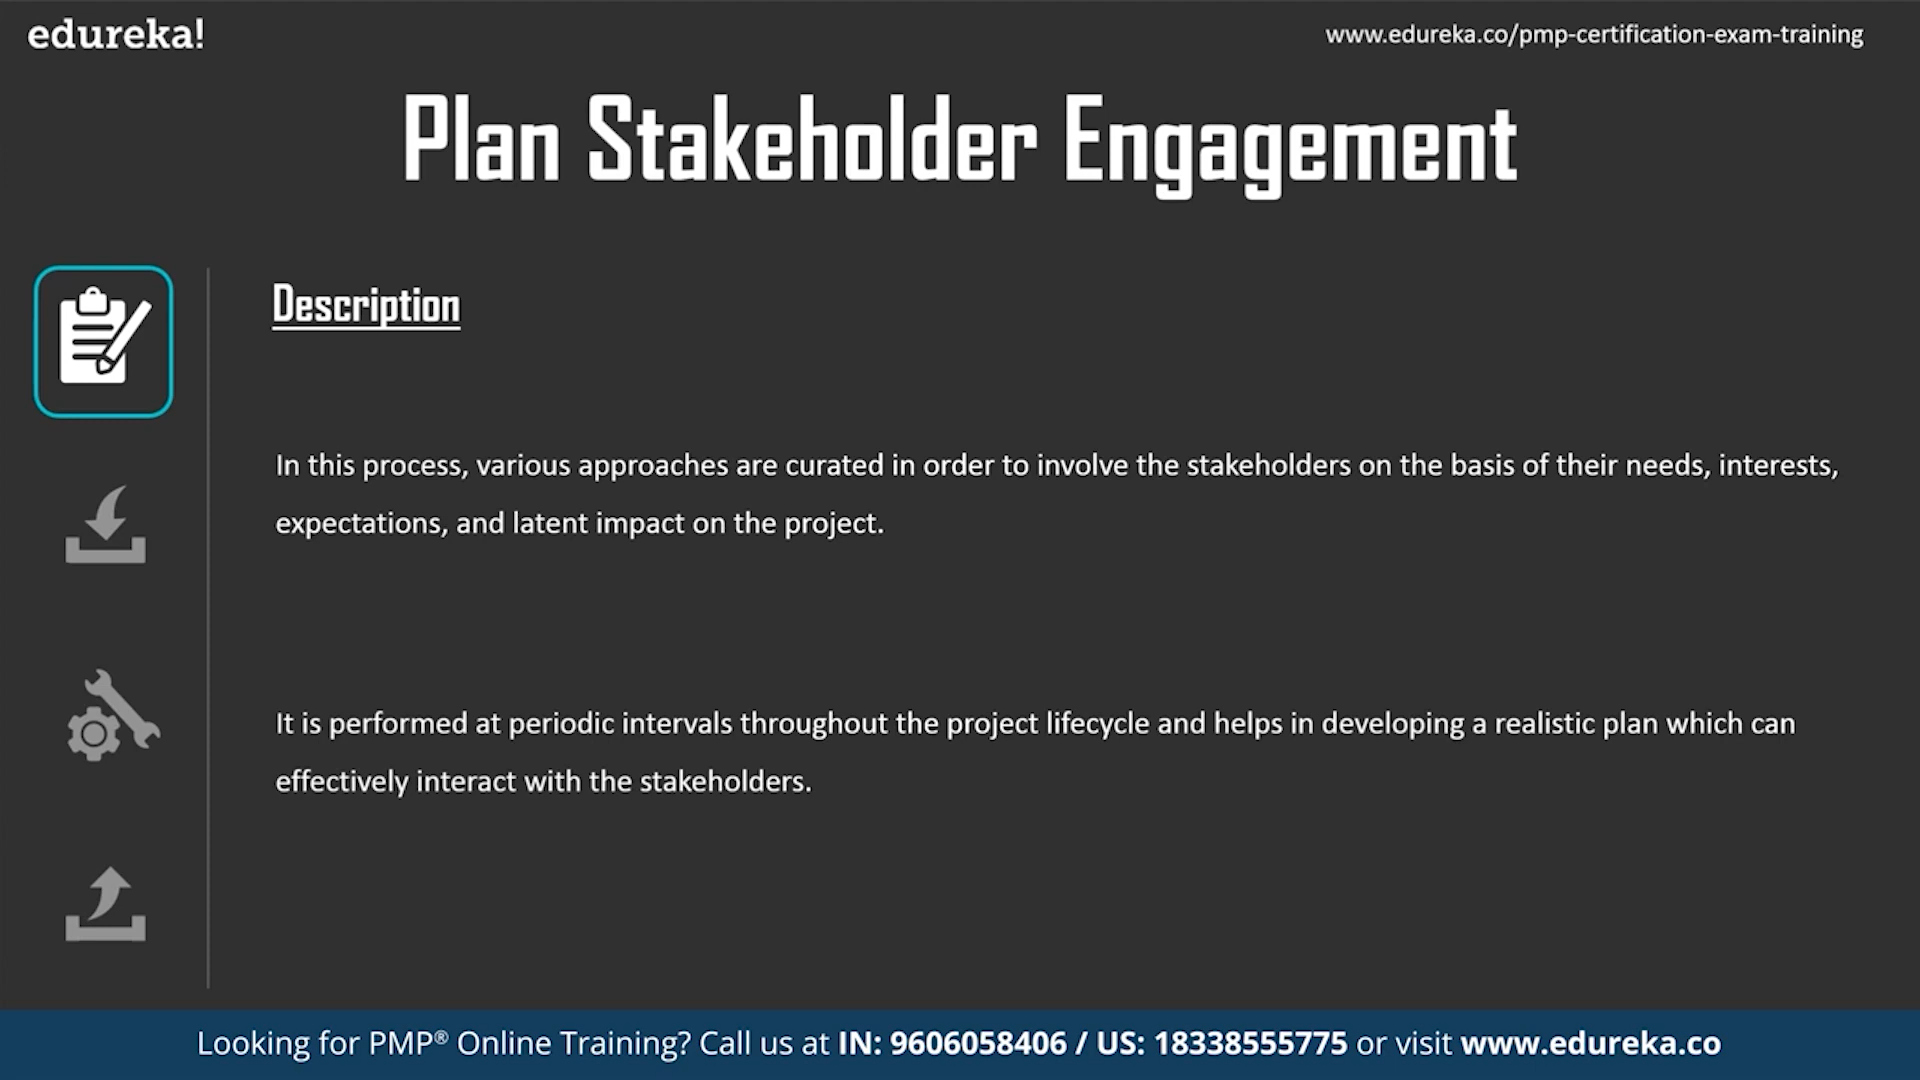 edureka!
www.edureka.co/pmp-certification-exam-training
Plan Stakeholder Engagement
Description
In this process, various approaches are curated in order to involve the stakeholders on the basis of their needs, interests,
expectations, and latent impact on the project.
It is performed at periodic intervals throughout the project lifecycle and helps in developing a realistic plan which can
effectively interact with the stakeholders.
Looking for PMP® Online Training? Call us at IN: 9606058406 / US: 18338555775 or visit www.edureka.co